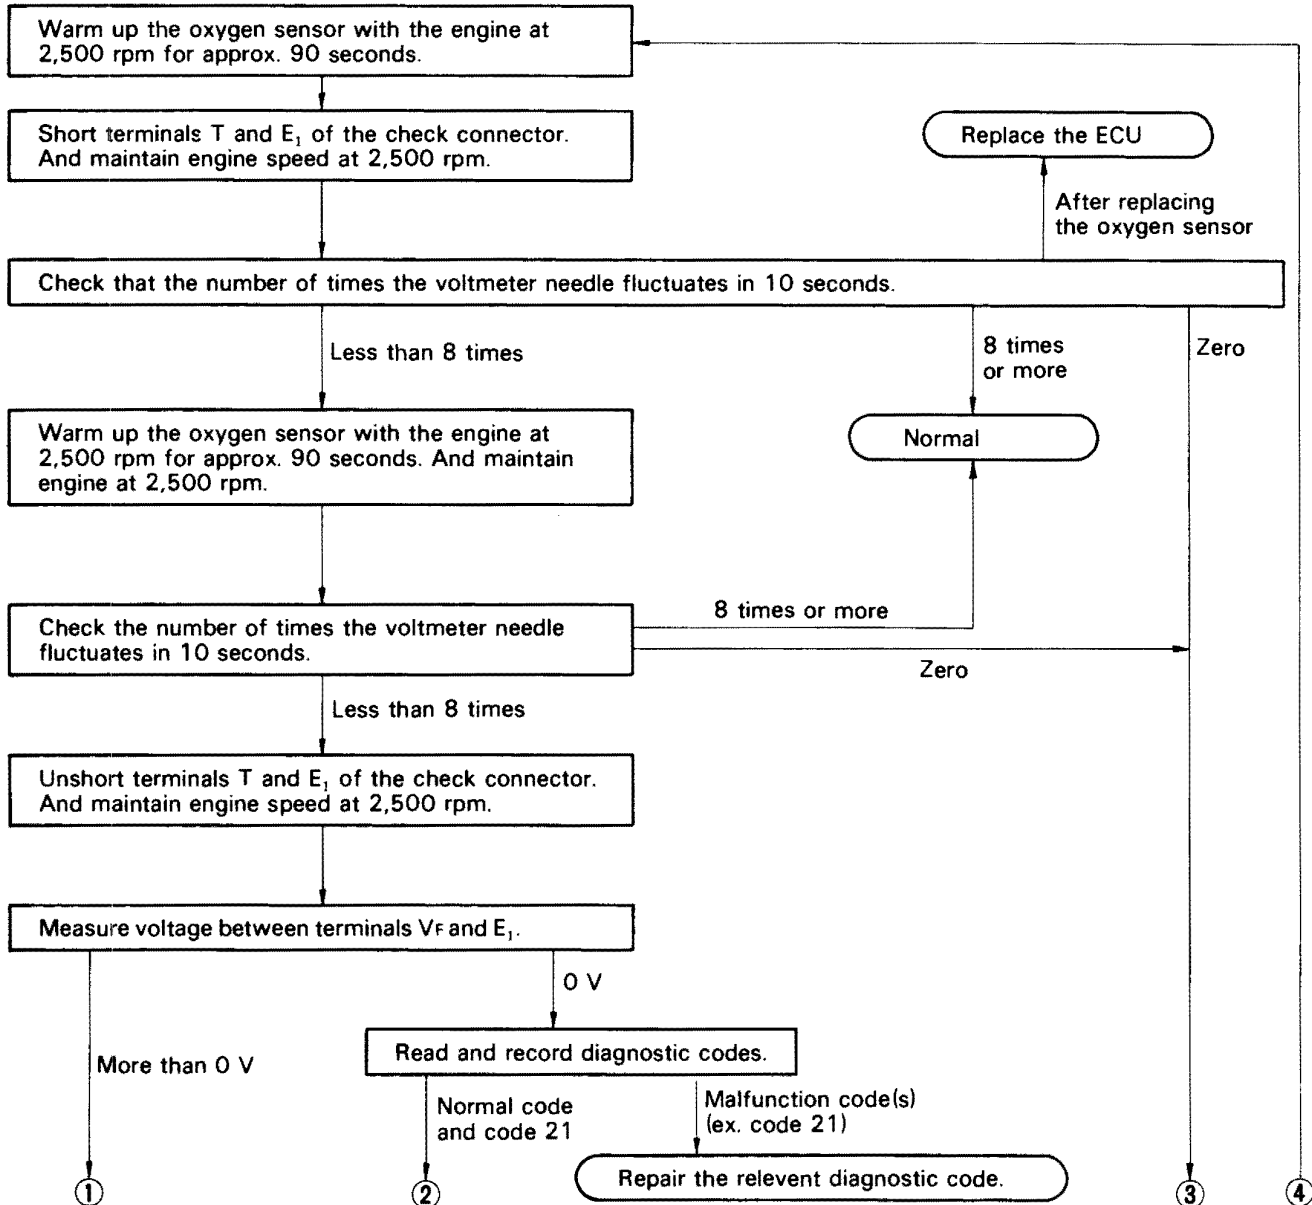 Warm up the oxygen sensor with the engine at
2,500 rpm for approx. 90 seconds.
Short terminals T and E₁ of the check connector.
And maintain engine speed at 2,500 rpm.
Replace the ECU
After replacing
the oxygen sensor
Check that the number of times the voltmeter needle fluctuates in 10 seconds.
Less than 8 times
8 times
or more
Zero
Warm up the oxygen sensor with the engine at
2,500 rpm for approx. 90 seconds. And maintain
engine at 2,500 rpm.
Normal
8 times or more
Check the number of times the voltmeter needle
fluctuates in 10 seconds.
Zero
Less than 8 times
Unshort terminals T and E₁ of the check connector.
And maintain engine speed at 2,500 rpm.
Measure voltage between terminals VF and E₁.
0 V
More than 0 V
Read and record diagnostic codes.
Normal code
and code 21
Malfunction code(s)
(ex. code 21)
Repair the relevent diagnostic code.
① ② ③ ④